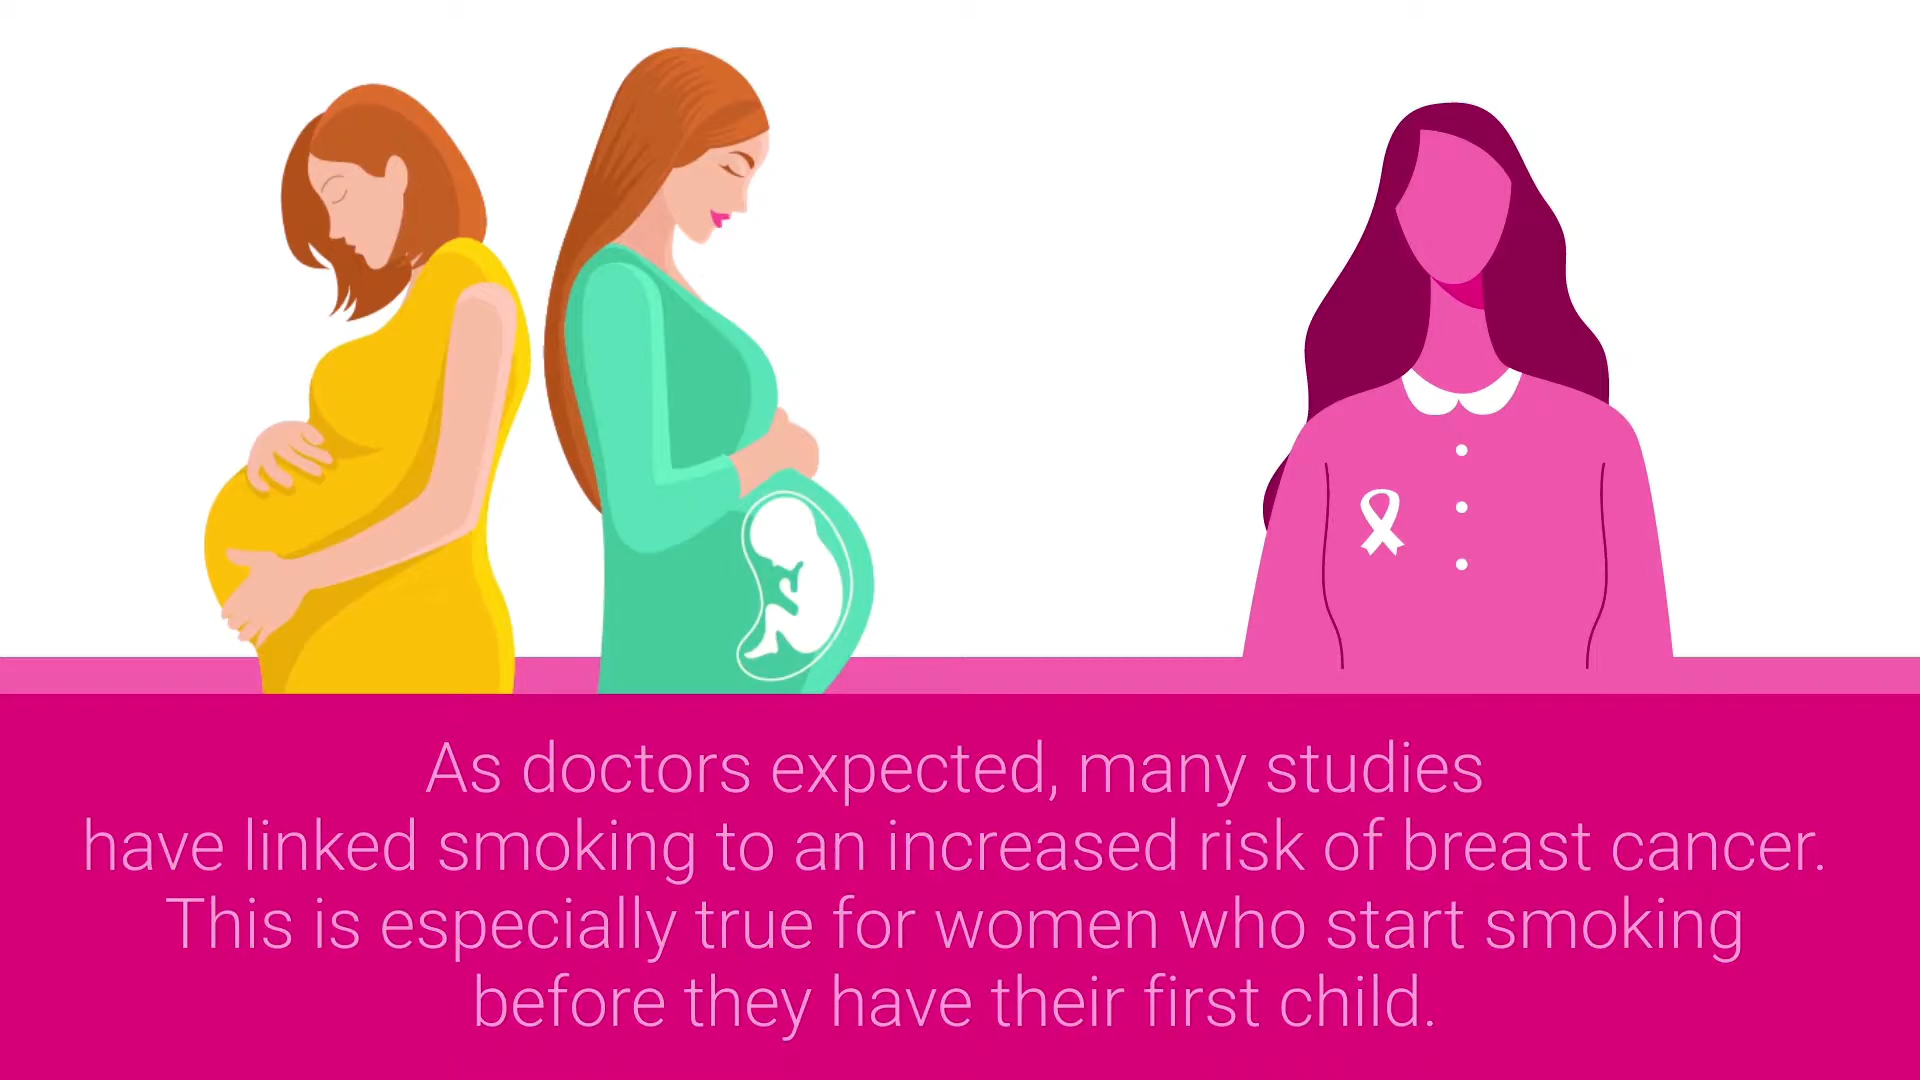 As doctors expected, many studies
have linked smoking to an increased risk of breast cancer.
This is especially true for women who start smoking
before they have their first child.